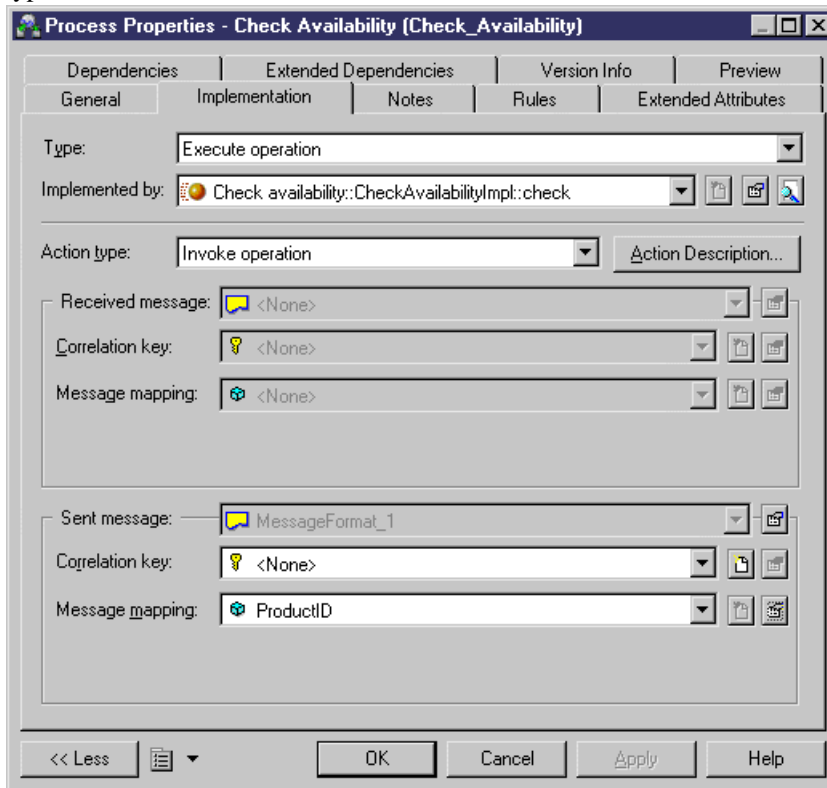 Process Properties - Check Availability (Check_Availability)
Dependencies Extended Dependencies Version Info Preview
General Implementation Notes Rules Extended Attributes
Type: Execute operation
Implemented by: Check availability::CheckAvailabilityImpl::check
Action type: Invoke operation Action Description...
Received message: <None>
Correlation key: <None>
Message mapping: <None>
Sent message: MessageFormat_1
Correlation key: <None>
Message mapping: ProductID
<< Less OK Cancel Apply Help